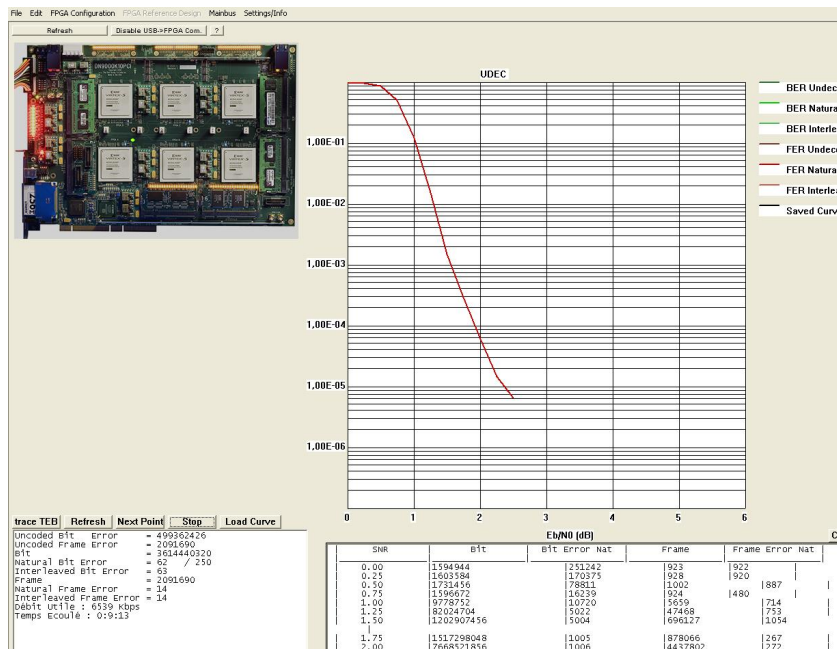 File Edit FPGA Configuration FPGA Reference Design Mainbus Settings/Info
Refresh Disable USB->FPGA Com. ?
DN9000K10PCI
UDEC
BER Undec
BER Natura
BER Interle
FER Undec
FER Natura
FER Interlea
Saved Curv
1,00E-01
1,00E-02
1,00E-03
1,00E-04
1,00E-05
1,00E-06
0 1 2 3 4 5 6
Eb/N0 (dB)
trace TEB Refresh Next Point Stop Load Curve
Uncoded Bit Error = 499362426
Uncoded Frame Error = 2091690
Bit = 3614440320
Natural Bit Error = 62 / 250
Interleaved Bit Error = 63
Frame = 2091690
Natural Frame Error = 14
Interleaved Frame Error = 14
Débit Utile : 6539 Kbps
Temps Ecoulé : 0:9:13
C
| SNR | Bit | Bit Error Nat | Frame | Frame Error Nat |
0.00 |1594944 |251242 |923 |922 |
0.25 |1603584 |170375 |928 |920 |
0.50 |1731456 |78811 |1002 |887 |
0.75 |1596672 |16239 |924 |480 |
1.00 |9778752 |10720 |5659 |714 |
1.25 |82024704 |5022 |47468 |753 |
1.50 |1202907456 |5004 |696127 |1054
|
1.75 |1517298048 |1005 |878066 |267 |
2.00 |7668521856 |1006 |4437802 |272 |